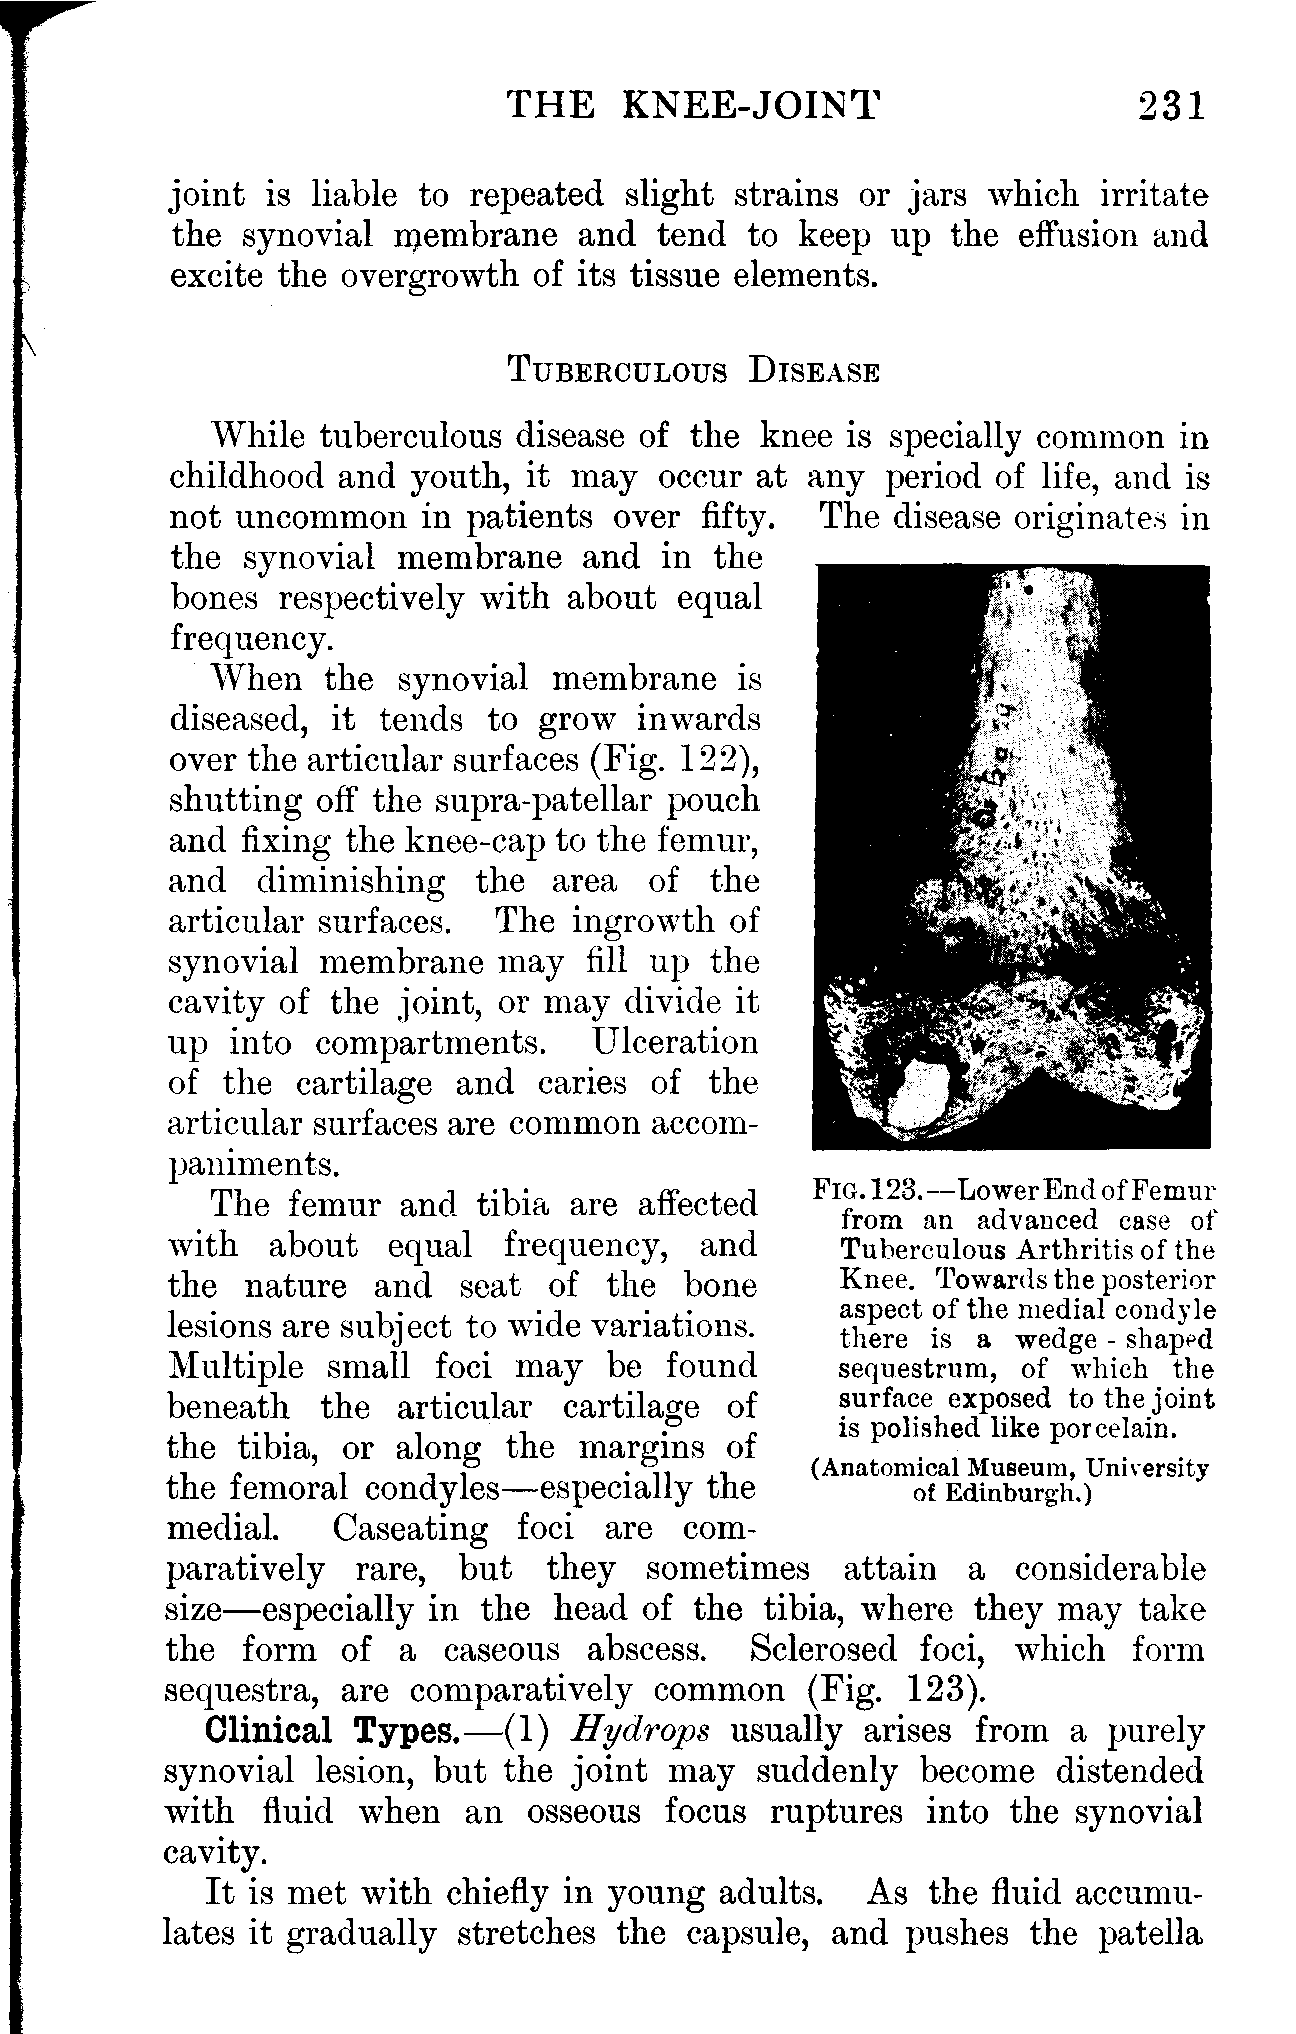 THE KNEE-JOINT 231
joint is liable to repeated slight strains or jars which irritate
the synovial membrane and tend to keep up the effusion and
excite the overgrowth of its tissue elements.
TUBERCULOUS DISEASE
While tuberculous disease of the knee is specially common in
childhood and youth, it may occur at any period of life, and is
not uncommon in patients over fifty. The disease originates in
the synovial membrane and in the
bones respectively with about equal
frequency.
When the synovial membrane is
diseased, it tends to grow inwards
over the articular surfaces (Fig. 122),
shutting off the supra-patellar pouch
and fixing the knee-cap to the femur,
and diminishing the area of the
articular surfaces. The ingrowth of
synovial membrane may fill up the
cavity of the joint, or may divide it
up into compartments. Ulceration
of the cartilage and caries of the
articular surfaces are common accom-
paniments.
The femur and tibia are affected
with about equal frequency, and
the nature and seat of the bone
lesions are subject to wide variations.
Multiple small foci may be found
beneath the articular cartilage of
the tibia, or along the margins of
the femoral condyles—especially the
medial. Caseating foci are com-
paratively rare, but they sometimes attain a considerable
size—especially in the head of the tibia, where they may take
the form of a caseous abscess. Sclerosed foci, which form
sequestra, are comparatively common (Fig. 123).
Clinical Types.—(1) Hydrops usually arises from a purely
synovial lesion, but the joint may suddenly become distended
with fluid when an osseous focus ruptures into the synovial
cavity.
It is met with chiefly in young adults. As the fluid accumu-
lates it gradually stretches the capsule, and pushes the patella
FIG. 123.—Lower End of Femur
from an advanced case of
Tuberculous Arthritis of the
Knee. Towards the posterior
aspect of the medial condyle
there is a wedge-shaped
sequestrum, of which the
surface exposed to the joint
is polished like porcelain.
(Anatomical Museum, University
of Edinburgh.)